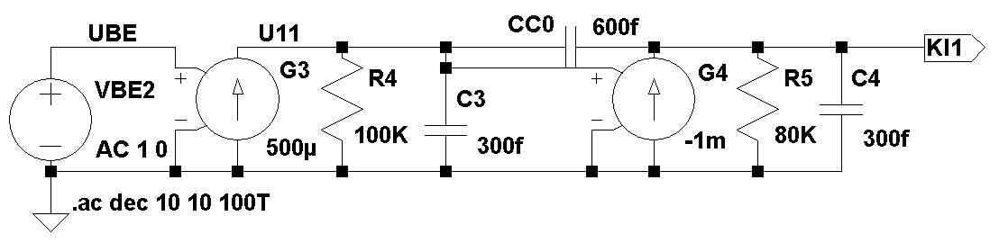 UBE
U11
CC0
600f
KI1
VBE2
G3
R4
C3
G4
R5
C4
AC 1 0
500µ
100K
300f
-1m
80K
300f
.ac dec 10 10 100T